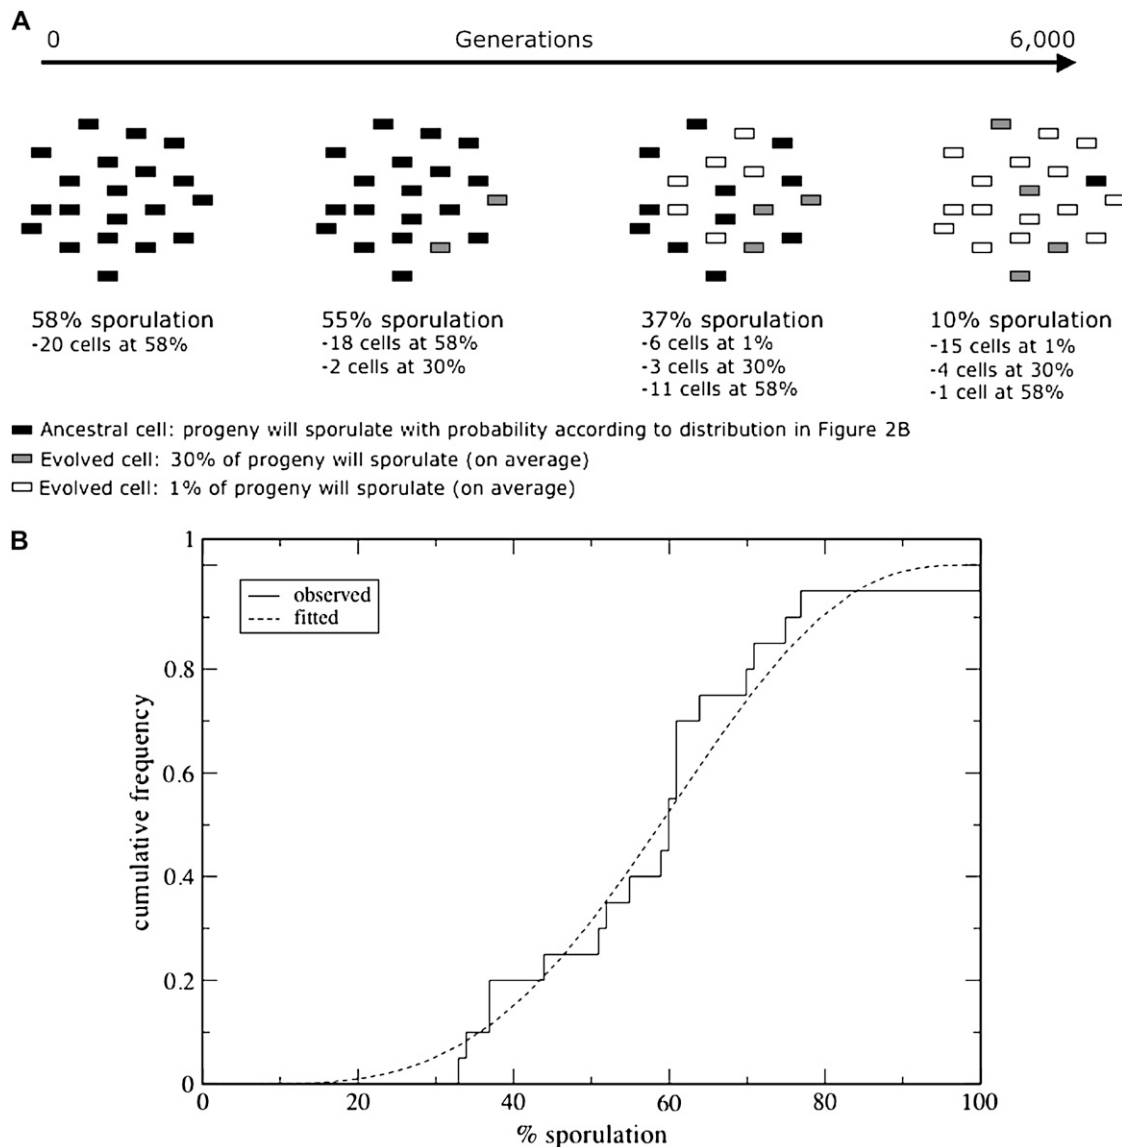 A
0 Generations 6,000
58% sporulation
-20 cells at 58%
55% sporulation
-18 cells at 58%
-2 cells at 30%
37% sporulation
-6 cells at 1%
-3 cells at 30%
-11 cells at 58%
10% sporulation
-15 cells at 1%
-4 cells at 30%
-1 cell at 58%
Ancestral cell: progeny will sporulate with probability according to distribution in Figure 2B
Evolved cell: 30% of progeny will sporulate (on average)
Evolved cell: 1% of progeny will sporulate (on average)
B
1
0.8
0.6
0.4
0.2
0
cumulative frequency
observed
fitted
0 20 40 60 80 100
% sporulation